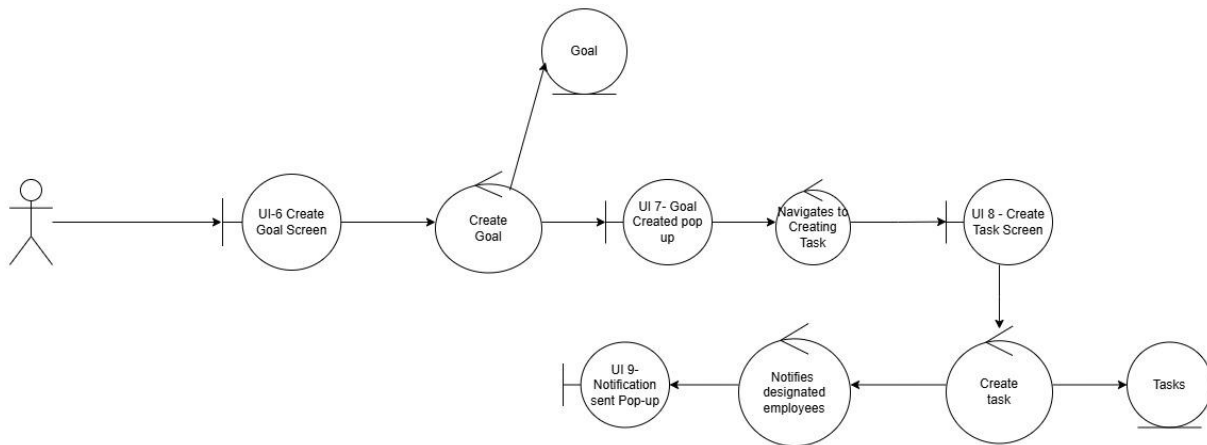 Goal
UI-6 Create
Goal Screen
Create
Goal
UI 7- Goal
Created pop
up
Navigates to
Creating
Task
UI 8 - Create
Task Screen
UI 9-
Notification
sent Pop-up
Notifies
designated
employees
Create
task
Tasks